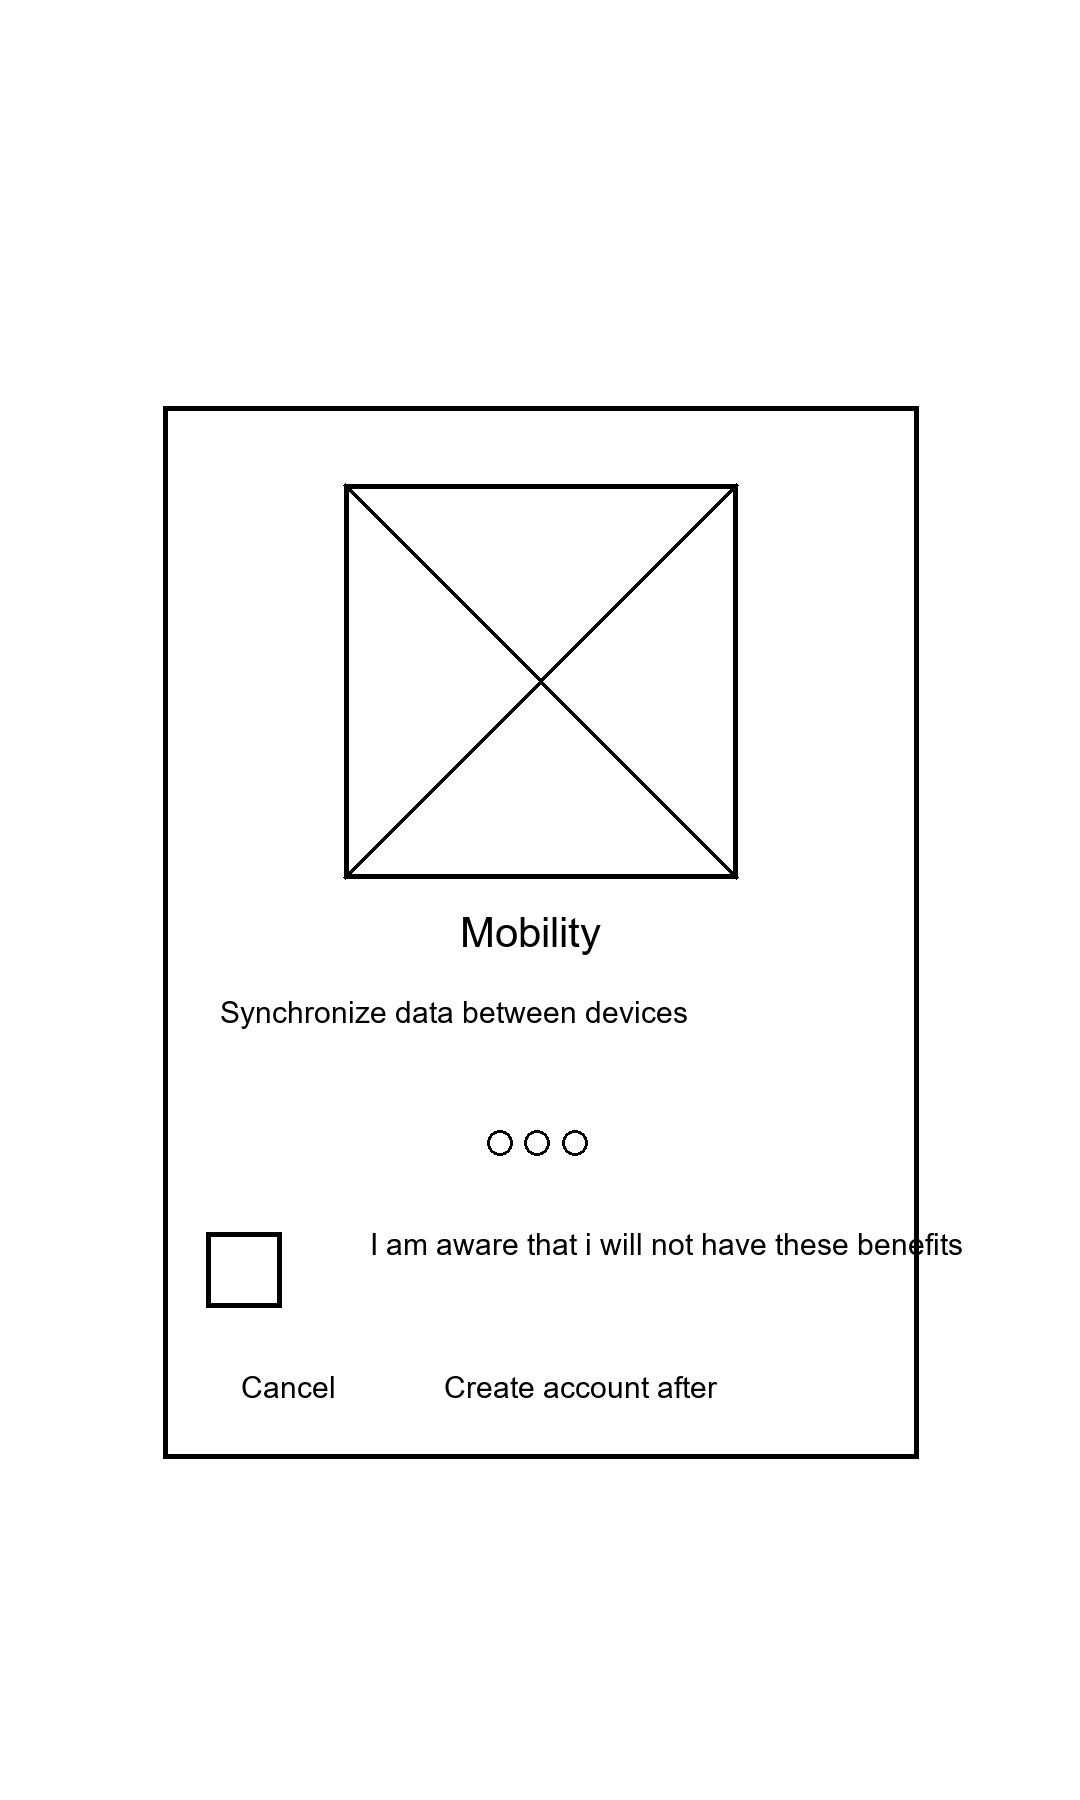 Mobility
Synchronize data between devices
I am aware that i will not have these benefits
Cancel
Create account after